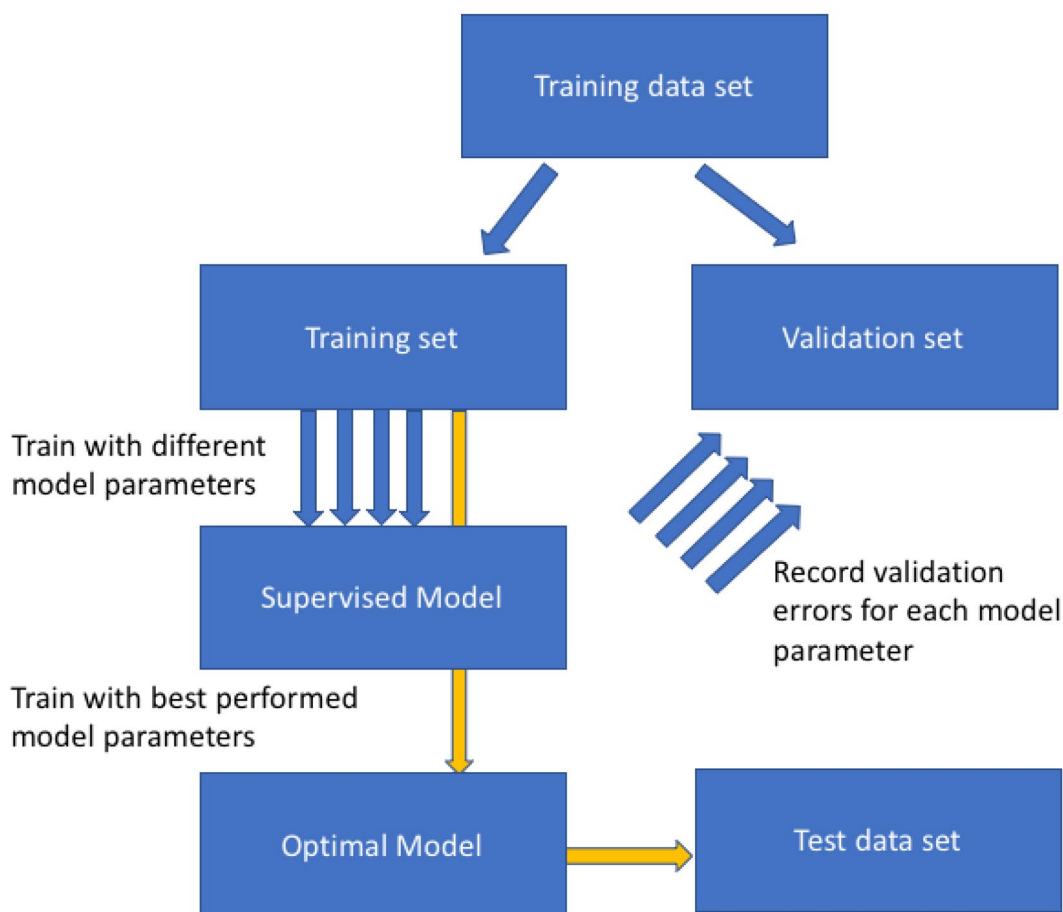 Training data set
Training set
Validation set
Train with different
model parameters
Supervised Model
Record validation
errors for each model
parameter
Train with best performed
model parameters
Optimal Model
Test data set